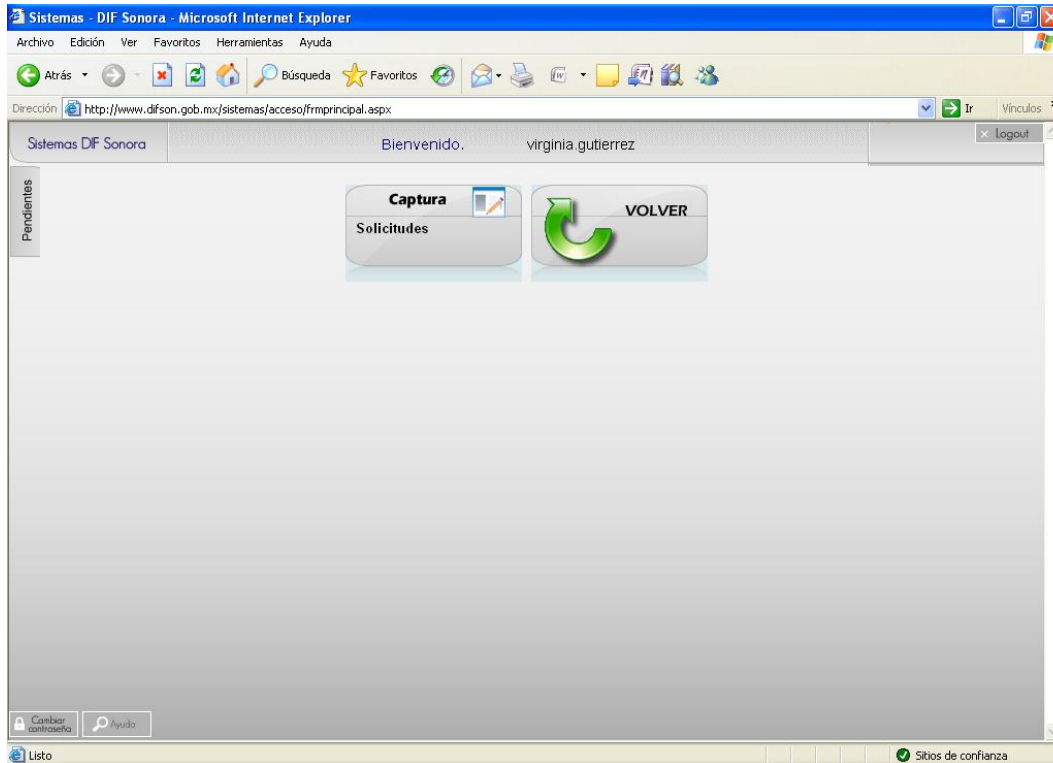 Sistemas - DIF Sonora - Microsoft Internet Explorer
Archivo Edición Ver Favoritos Herramientas Ayuda
Atrás Búsqueda Favoritos
Dirección http://www.difson.gob.mx/sistemas/acceso/frmprincipal.aspx Ir Vínculos
Sistemas DIF Sonora Bienvenido. virginia.gutierrez Logout
Pendientes
Captura
Solicitudes
VOLVER
Cambiar
contraseña
Ayuda
Listo Sitios de confianza